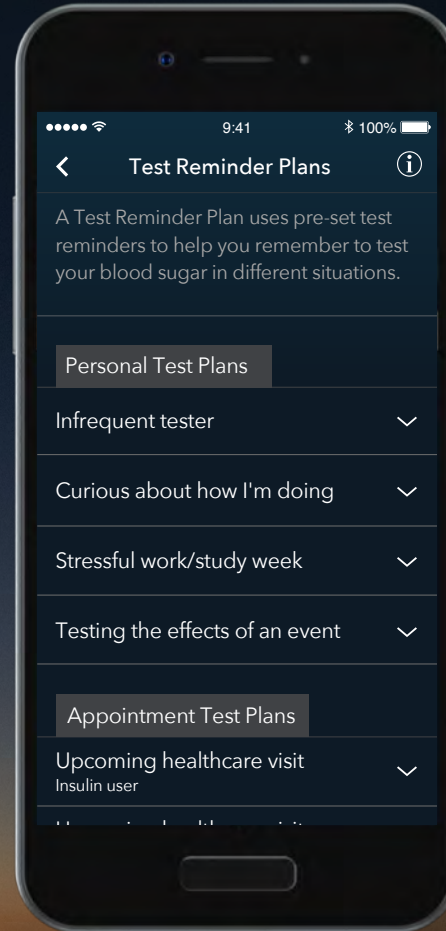 9:41
100%
Test Reminder Plans
A Test Reminder Plan uses pre-set test
reminders to help you remember to test
your blood sugar in different situations.
Personal Test Plans
Infrequent tester
Curious about how I'm doing
Stressful work/study week
Testing the effects of an event
Appointment Test Plans
Upcoming healthcare visit
Insulin user